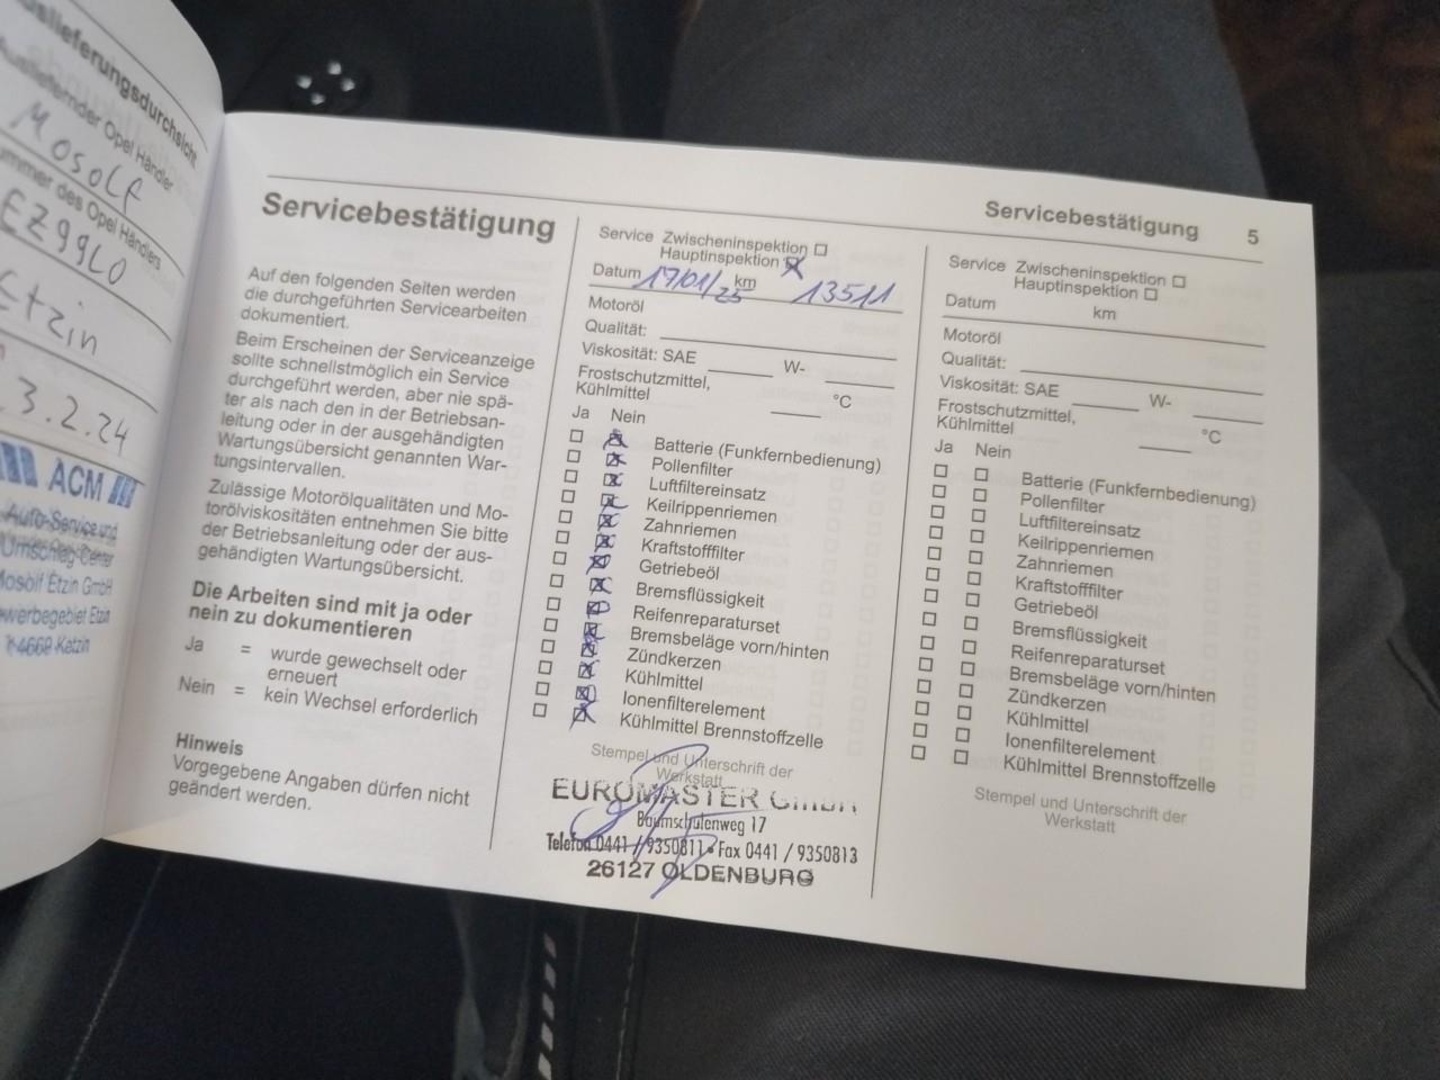 uslieferungsdurchsicht
Ausliefernder Opel Händler
Mosolf
ummer des Opel Händlers
EZ99LO
Etzin
3.2.24
ACM
Auto-Service und
Umschlag-Center
Mosolf Etzin GmbH
Gewerbegebiet Etzin
14669 Ketzin
Servicebestätigung
Auf den folgenden Seiten werden
die durchgeführten Servicearbeiten
dokumentiert.
Beim Erscheinen der Serviceanzeige
sollte schnellstmöglich ein Service
durchgeführt werden, aber nie spä-
ter als nach den in der Betriebsan-
leitung oder in der ausgehändigten
Wartungsübersicht genannten War-
tungsintervallen.
Zulässige Motorölqualitäten und Mo-
torölviskositäten entnehmen Sie bitte
der Betriebsanleitung oder der aus-
gehändigten Wartungsübersicht.
Die Arbeiten sind mit ja oder
nein zu dokumentieren
Ja = wurde gewechselt oder
erneuert
Nein = kein Wechsel erforderlich
Hinweis
Vorgegebene Angaben dürfen nicht
geändert werden.
Service Zwischeninspektion
Hauptinspektion
Datum 17/01/25 km 13511
Motoröl
Qualität:
Viskosität: SAE W-
Frostschutzmittel,
Kühlmittel °C
Ja Nein
Batterie (Funkfernbedienung)
Pollenfilter
Luftfiltereinsatz
Keilrippenriemen
Zahnriemen
Kraftstofffilter
Getriebeöl
Bremsflüssigkeit
Reifenreparaturset
Bremsbeläge vorn/hinten
Zündkerzen
Kühlmittel
Ionenfilterelement
Kühlmittel Brennstoffzelle
Stempel und Unterschrift der
Werkstatt
EUROMASTER GmbH
Baumschulenweg 17
Telefon 0441 / 9350811 • Fax 0441 / 9350813
26127 OLDENBURG
Servicebestätigung 5
Service Zwischeninspektion
Hauptinspektion
Datum km
Motoröl
Qualität:
Viskosität: SAE W-
Frostschutzmittel,
Kühlmittel °C
Ja Nein
Batterie (Funkfernbedienung)
Pollenfilter
Luftfiltereinsatz
Keilrippenriemen
Zahnriemen
Kraftstofffilter
Getriebeöl
Bremsflüssigkeit
Reifenreparaturset
Bremsbeläge vorn/hinten
Zündkerzen
Kühlmittel
Ionenfilterelement
Kühlmittel Brennstoffzelle
Stempel und Unterschrift der
Werkstatt